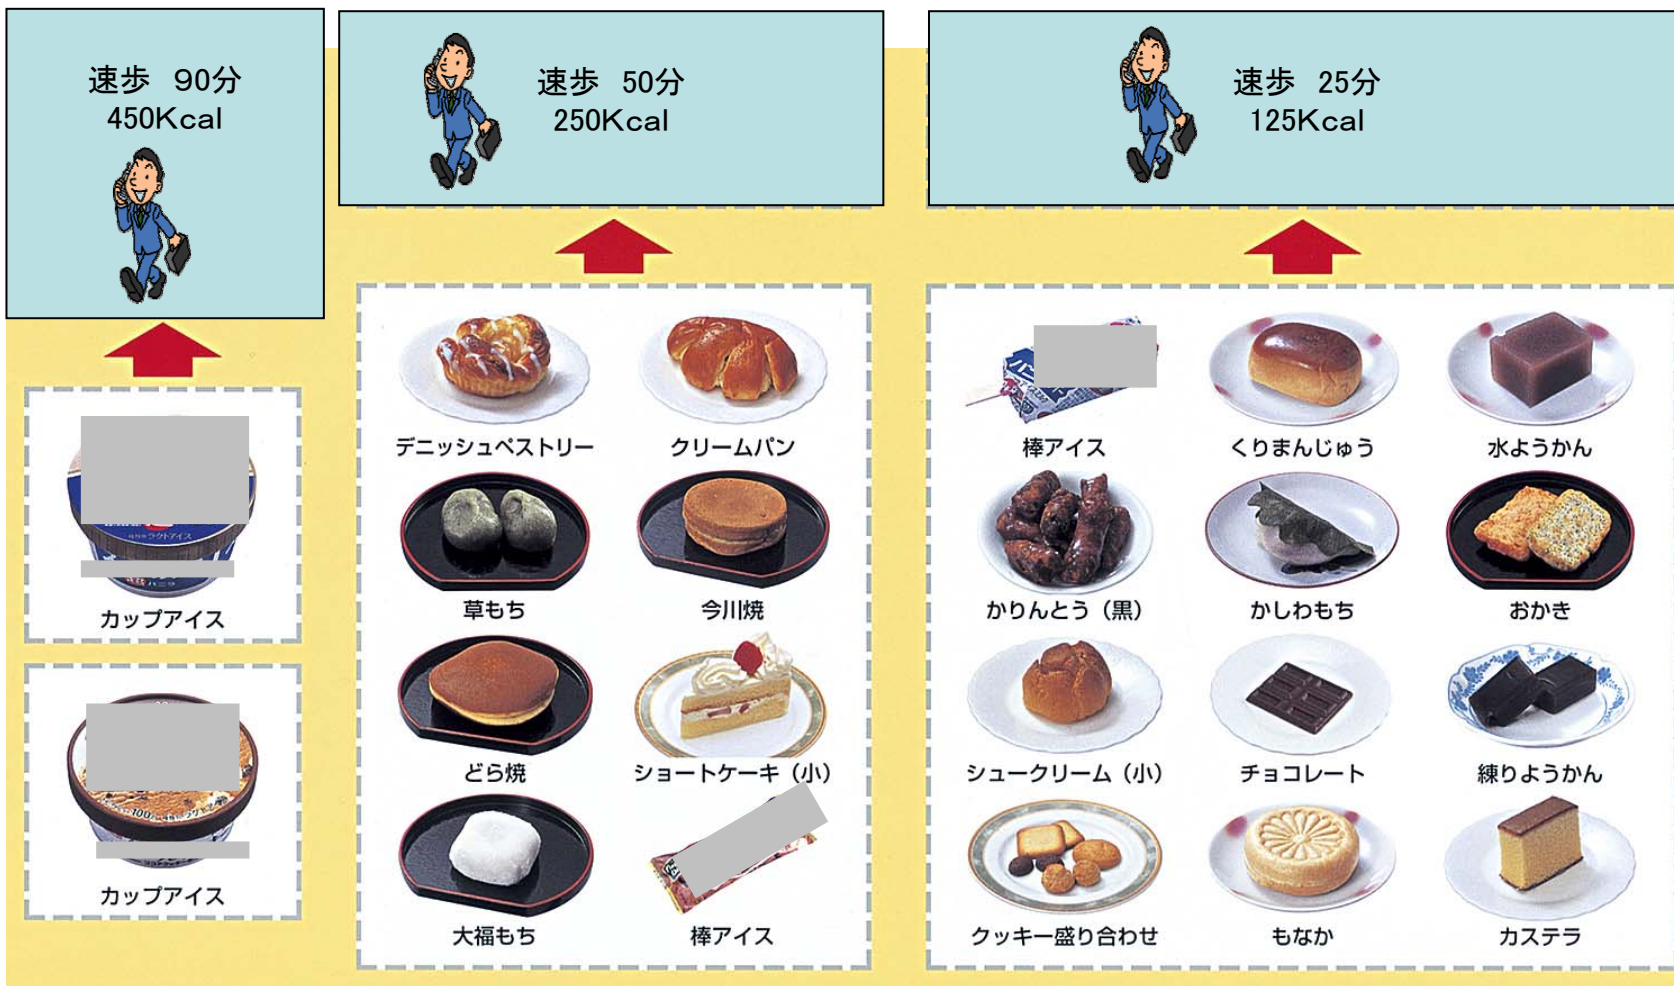 速歩　90分
450Kcal
速歩　50分
250Kcal
速歩　25分
125Kcal
カップアイス
カップアイス
デニッシュペストリー
クリームパン
草もち
今川焼
どら焼
ショートケーキ（小）
大福もち
棒アイス
棒アイス
くりまんじゅう
水ようかん
かりんとう（黒）
かしわもち
おかき
シュークリーム（小）
チョコレート
練りようかん
クッキー盛り合わせ
もなか
カステラ